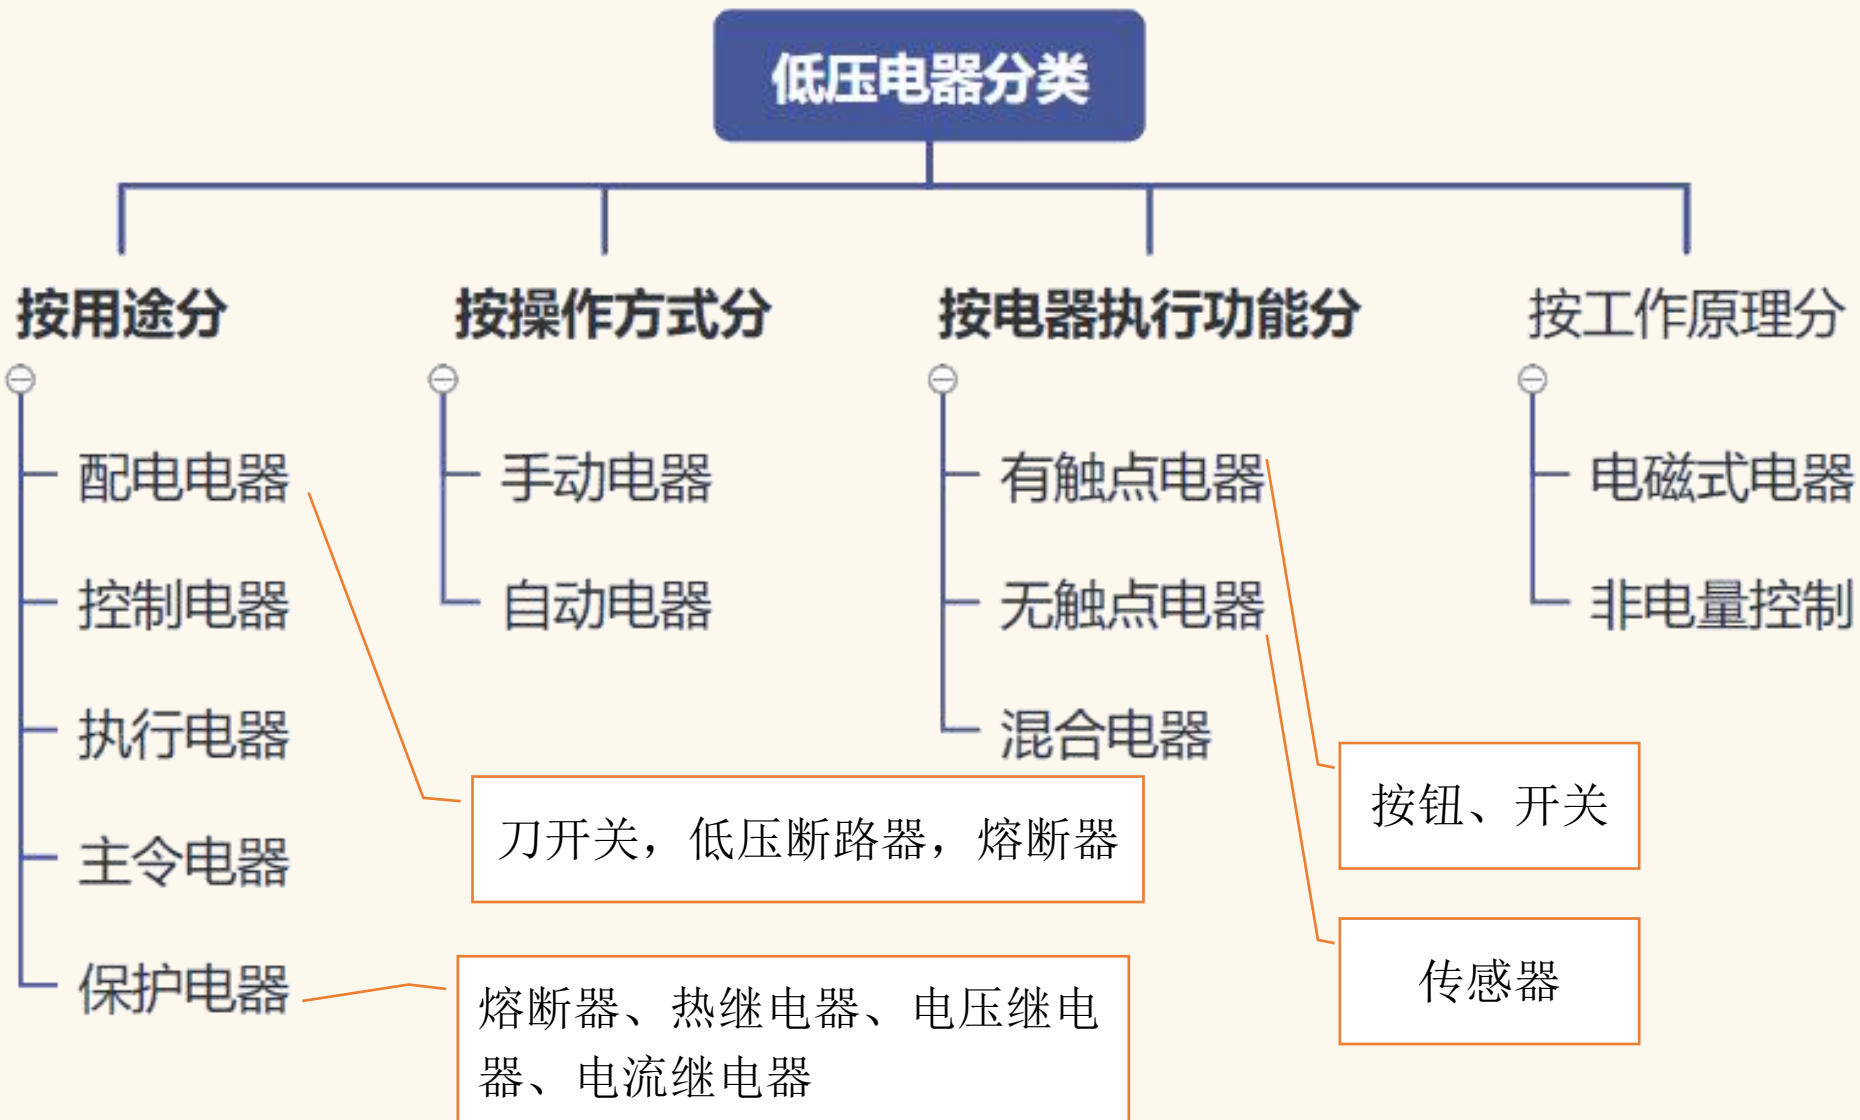 低压电器分类
按用途分
配电电器
控制电器
执行电器
主令电器
保护电器
按操作方式分
手动电器
自动电器
按电器执行功能分
有触点电器
无触点电器
混合电器
按工作原理分
电磁式电器
非电量控制
刀开关，低压断路器，熔断器
熔断器、热继电器、电压继电
器、电流继电器
按钮、开关
传感器